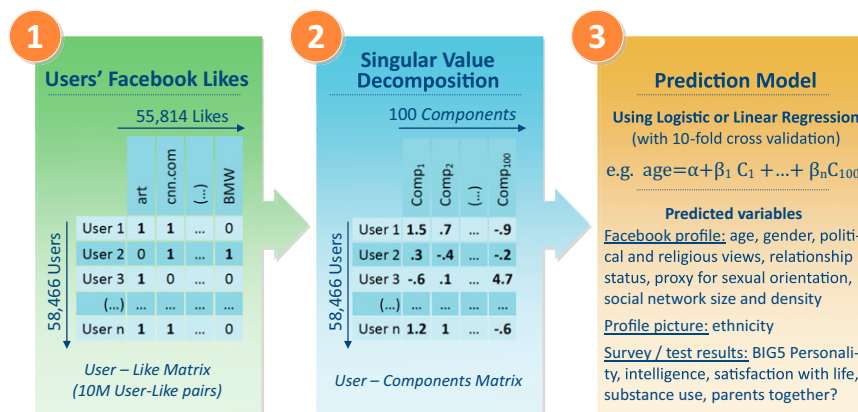 1
Users' Facebook Likes
55,814 Likes
art cnn.com (...) BMW
58,466 Users
User 1 1 1 ... 0
User 2 0 1 ... 1
User 3 1 0 ... 0
(...) ... ... ... ...
User n 1 1 ... 0
User – Like Matrix
(10M User-Like pairs)
2
Singular Value
Decomposition
100 Components
Comp₁ Comp₂ (...) Comp₁₀₀
58,466 Users
User 1 1.5 .7 ... -.9
User 2 .3 -.4 ... -.2
User 3 -.6 .1 ... 4.7
(...) ... ... ... ...
User n 1.2 1 ... -.6
User – Components Matrix
3
Prediction Model
Using Logistic or Linear Regression
(with 10-fold cross validation)
e.g. age=α+β₁ C₁ +...+ βₙC₁₀₀
Predicted variables
Facebook profile: age, gender, politi-
cal and religious views, relationship
status, proxy for sexual orientation,
social network size and density
Profile picture: ethnicity
Survey / test results: BIG5 Personali-
ty, intelligence, satisfaction with life,
substance use, parents together?